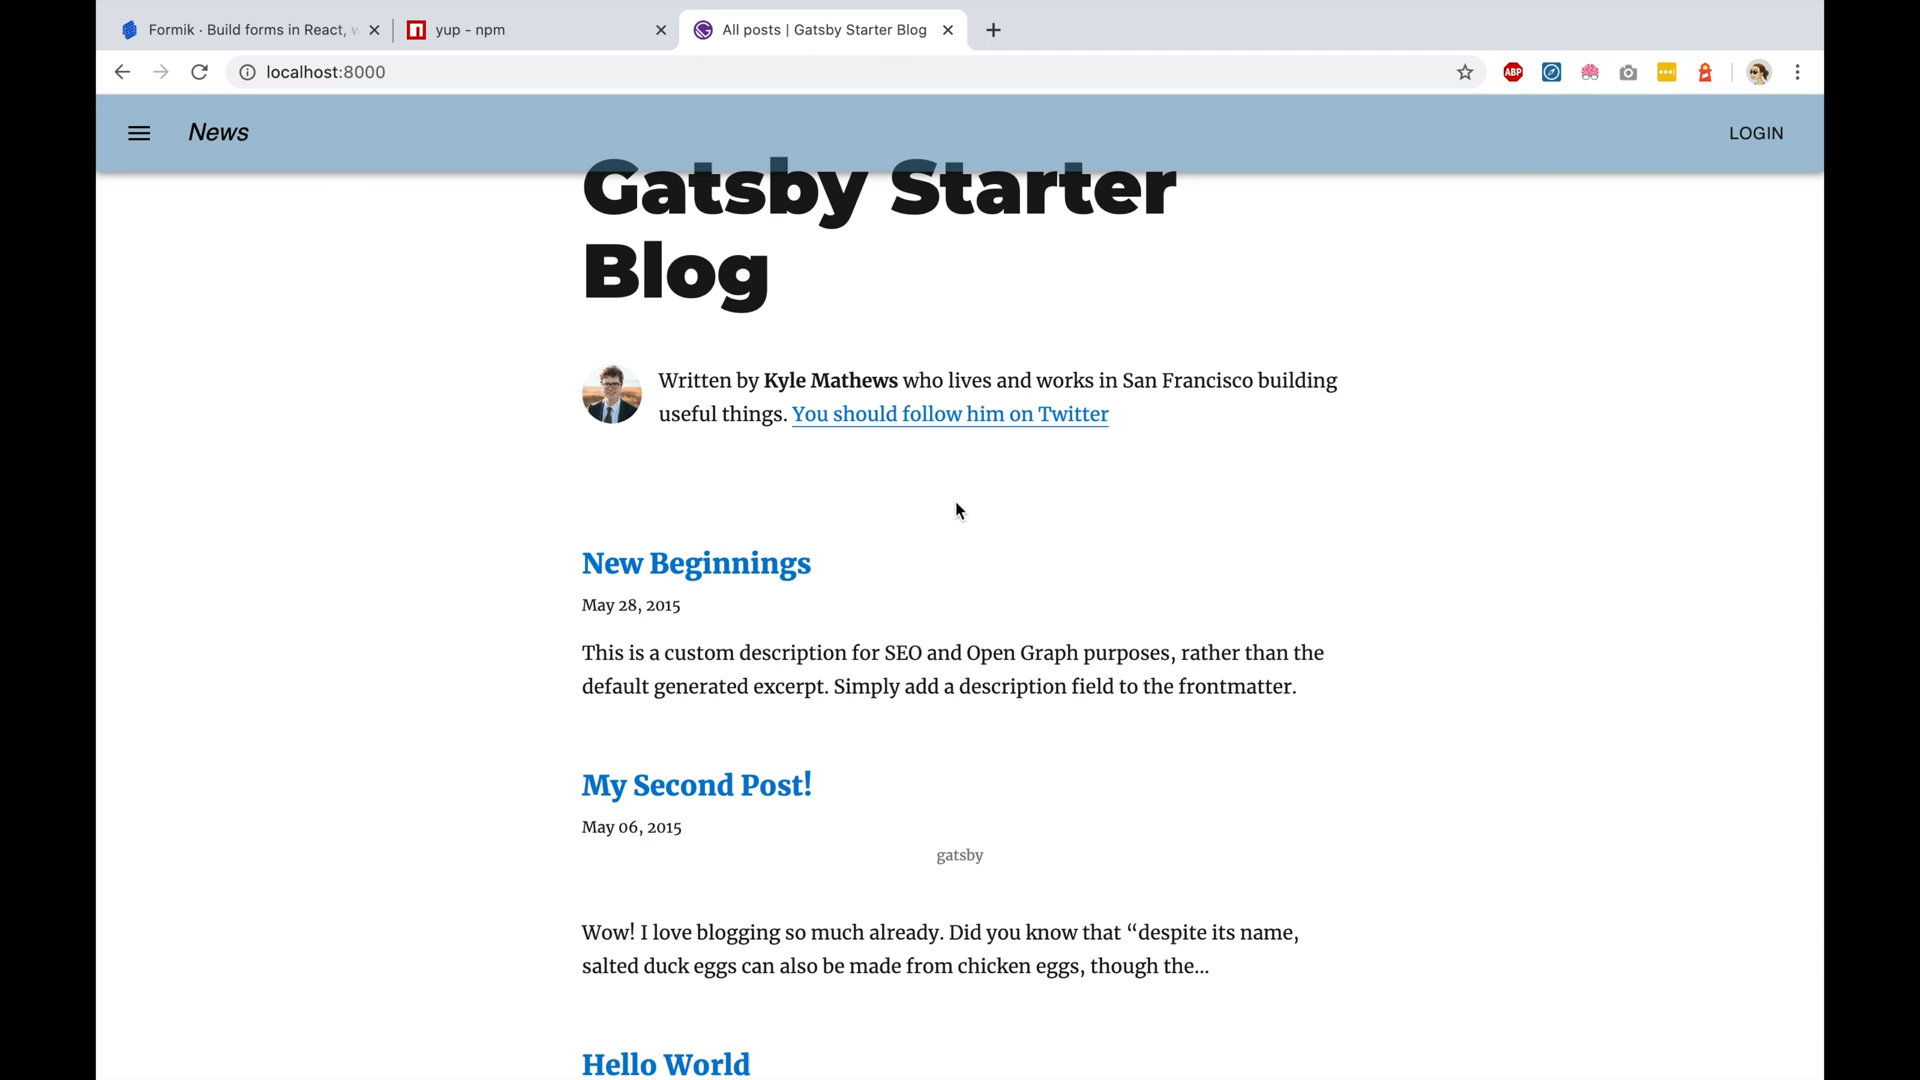 Formik · Build forms in React, w
yup - npm
All posts | Gatsby Starter Blog
localhost:8000
ABP
News
LOGIN
Gatsby Starter
Blog
Written by Kyle Mathews who lives and works in San Francisco building
useful things. You should follow him on Twitter
New Beginnings
May 28, 2015
This is a custom description for SEO and Open Graph purposes, rather than the
default generated excerpt. Simply add a description field to the frontmatter.
My Second Post!
May 06, 2015
gatsby
Wow! I love blogging so much already. Did you know that “despite its name,
salted duck eggs can also be made from chicken eggs, though the…
Hello World